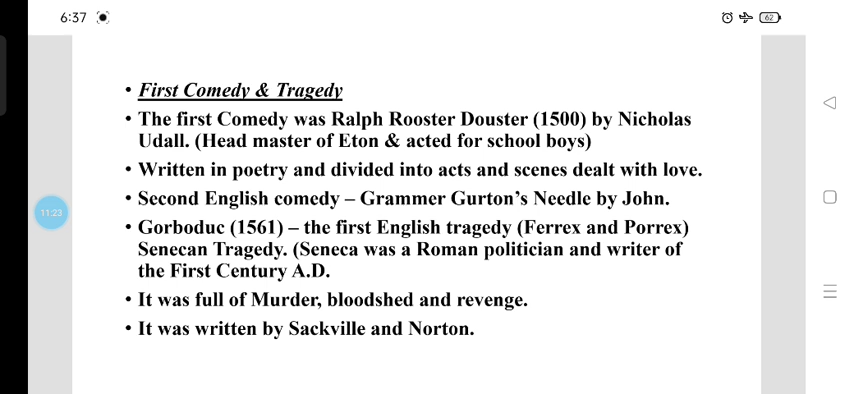 6:37
62
• First Comedy & Tragedy
• The first Comedy was Ralph Rooster Douster (1500) by Nicholas
Udall. (Head master of Eton & acted for school boys)
• Written in poetry and divided into acts and scenes dealt with love.
• Second English comedy – Grammer Gurton’s Needle by John.
11:23
• Gorboduc (1561) – the first English tragedy (Ferrex and Porrex)
Senecan Tragedy. (Seneca was a Roman politician and writer of
the First Century A.D.
• It was full of Murder, bloodshed and revenge.
• It was written by Sackville and Norton.